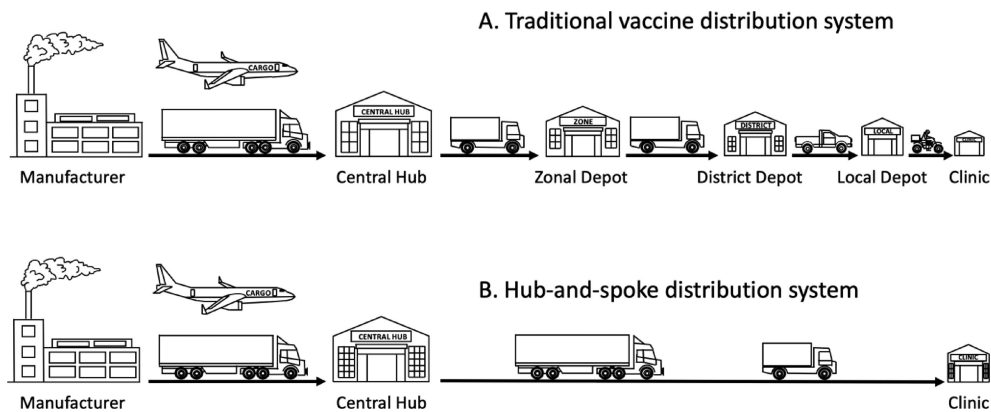 A. Traditional vaccine distribution system
CARGO
CENTRAL HUB
ZONE
DISTRICT
LOCAL
Manufacturer
Central Hub
Zonal Depot
District Depot
Local Depot
Clinic
B. Hub-and-spoke distribution system
CARGO
CENTRAL HUB
CLINIC
Manufacturer
Central Hub
Clinic